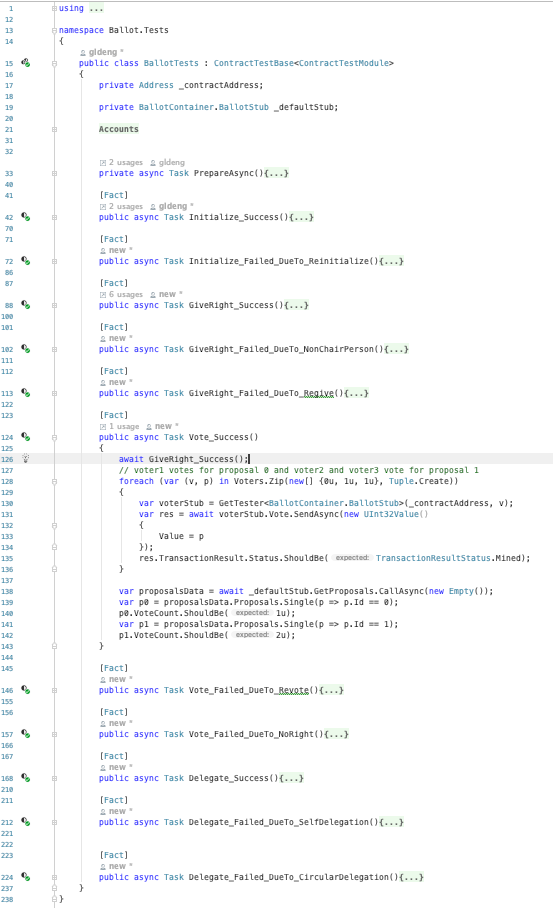 1 using ...
12
13 namespace Ballot.Tests
14 {
gldeng *
15 public class BallotTests : ContractTestBase<ContractTestModule>
16 {
17 private Address _contractAddress;
18
19 private BallotContainer.BallotStub _defaultStub;
20
21 Accounts
31
32
2 usages gldeng
33 private async Task PrepareAsync(){...}
40
41 [Fact]
2 usages gldeng *
42 public async Task Initialize_Success(){...}
70
71 [Fact]
new *
72 public async Task Initialize_Failed_DueTo_Reinitialize(){...}
86
87 [Fact]
6 usages new *
88 public async Task GiveRight_Success(){...}
100
101 [Fact]
new *
102 public async Task GiveRight_Failed_DueTo_NonChairPerson(){...}
111
112 [Fact]
new *
113 public async Task GiveRight_Failed_DueTo_Regive(){...}
122
123 [Fact]
1 usage new *
124 public async Task Vote_Success()
125 {
126 await GiveRight_Success();
127 // voter1 votes for proposal 0 and voter2 and voter3 vote for proposal 1
128 foreach (var (v, p) in Voters.Zip(new[] {0u, 1u, 1u}, Tuple.Create))
129 {
130 var voterStub = GetTester<BallotContainer.BallotStub>(_contractAddress, v);
131 var res = await voterStub.Vote.SendAsync(new UInt32Value()
132 {
133 Value = p
134 });
135 res.TransactionResult.Status.ShouldBe( expected: TransactionResultStatus.Mined);
136 }
137
138 var proposalsData = await _defaultStub.GetProposals.CallAsync(new Empty());
139 var p0 = proposalsData.Proposals.Single(p => p.Id == 0);
140 p0.VoteCount.ShouldBe( expected: 1u);
141 var p1 = proposalsData.Proposals.Single(p => p.Id == 1);
142 p1.VoteCount.ShouldBe( expected: 2u);
143 }
144
145 [Fact]
new *
146 public async Task Vote_Failed_DueTo_Revote(){...}
155
156 [Fact]
new *
157 public async Task Vote_Failed_DueTo_NoRight(){...}
166
167 [Fact]
new *
168 public async Task Delegate_Success(){...}
210
211 [Fact]
new *
212 public async Task Delegate_Failed_DueTo_SelfDelegation(){...}
221
222
223 [Fact]
new *
224 public async Task Delegate_Failed_DueTo_CircularDelegation(){...}
237 }
238 }